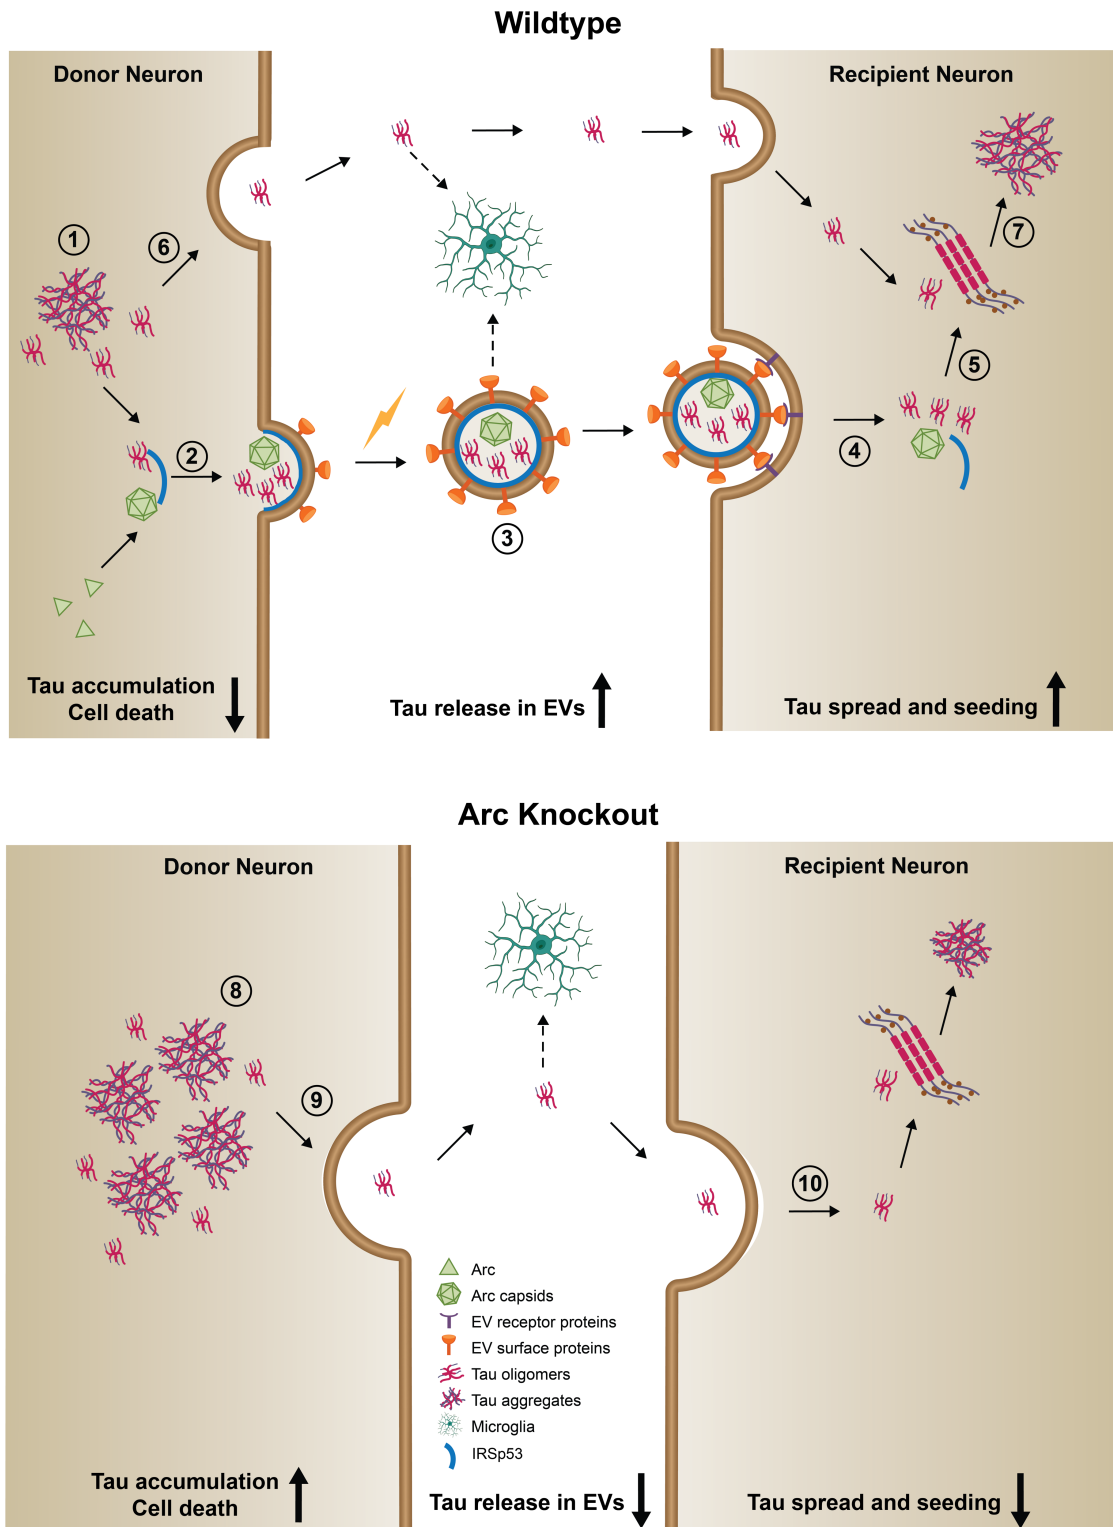 Wildtype
Donor Neuron
Recipient Neuron
1
6
7
5
2
4
3
Tau accumulation
Cell death
Tau release in EVs
Tau spread and seeding
Arc Knockout
Donor Neuron
Recipient Neuron
8
9
10
Arc
Arc capsids
EV receptor proteins
EV surface proteins
Tau oligomers
Tau aggregates
Microglia
IRSp53
Tau accumulation
Cell death
Tau release in EVs
Tau spread and seeding